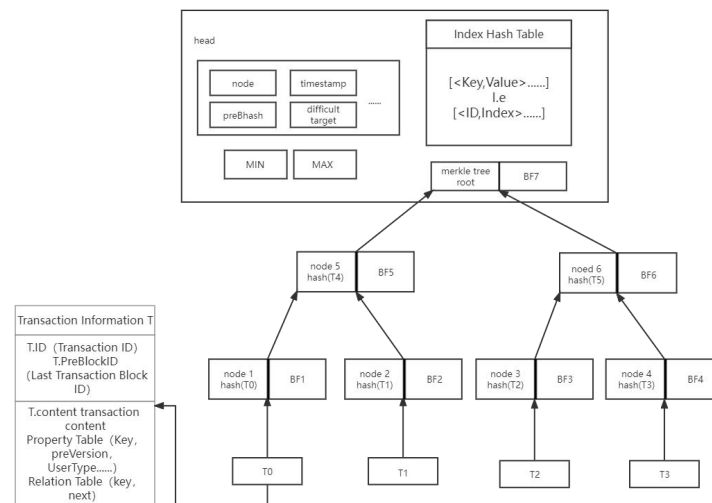 head
Index Hash Table
node
timestamp
......
preBhash
difficult
target
[<Key,Value>......]
I.e
[<ID,Index>......]
MIN
MAX
merkle tree
root
BF7
node 5
hash(T4)
BF5
noed 6
hash(T5)
BF6
Transaction Information T
T.ID (Transaction ID)
T.PreBlockID
(Last Transaction Block
ID)
T.content transaction
content
Property Table (Key,
preVersion,
UserType......)
Relation Table (key,
next)
node 1
hash(T0)
BF1
node 2
hash(T1)
BF2
node 3
hash(T2)
BF3
node 4
hash(T3)
BF4
T0
T1
T2
T3